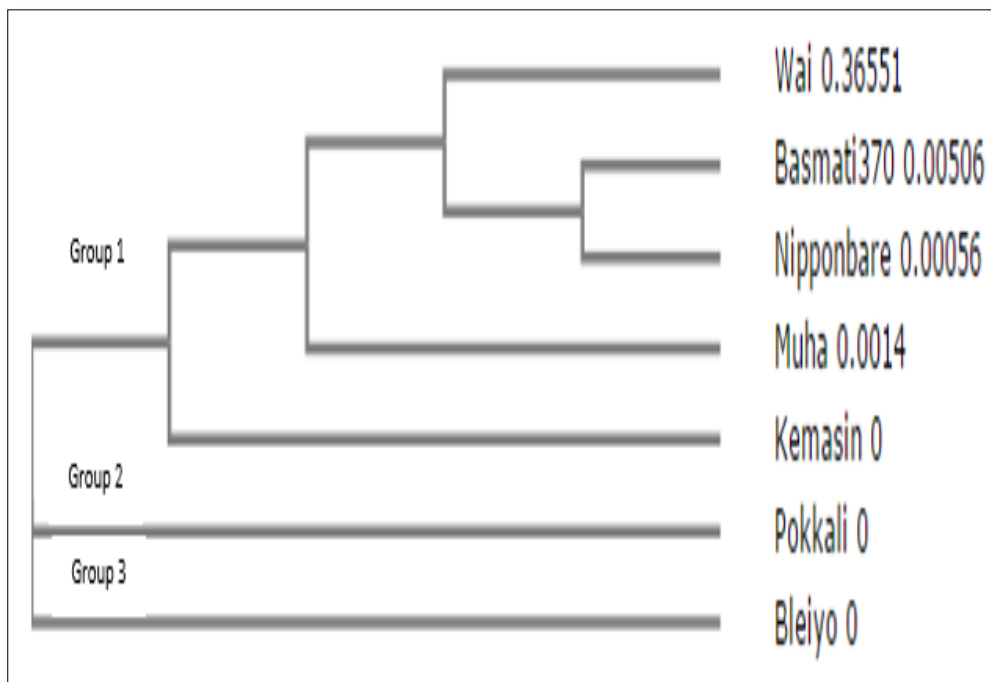 Wai 0.36551
Basmati370 0.00506
Group 1
Nipponbare 0.00056
Muha 0.0014
Kemasin 0
Group 2
Pokkali 0
Group 3
Bleiyo 0